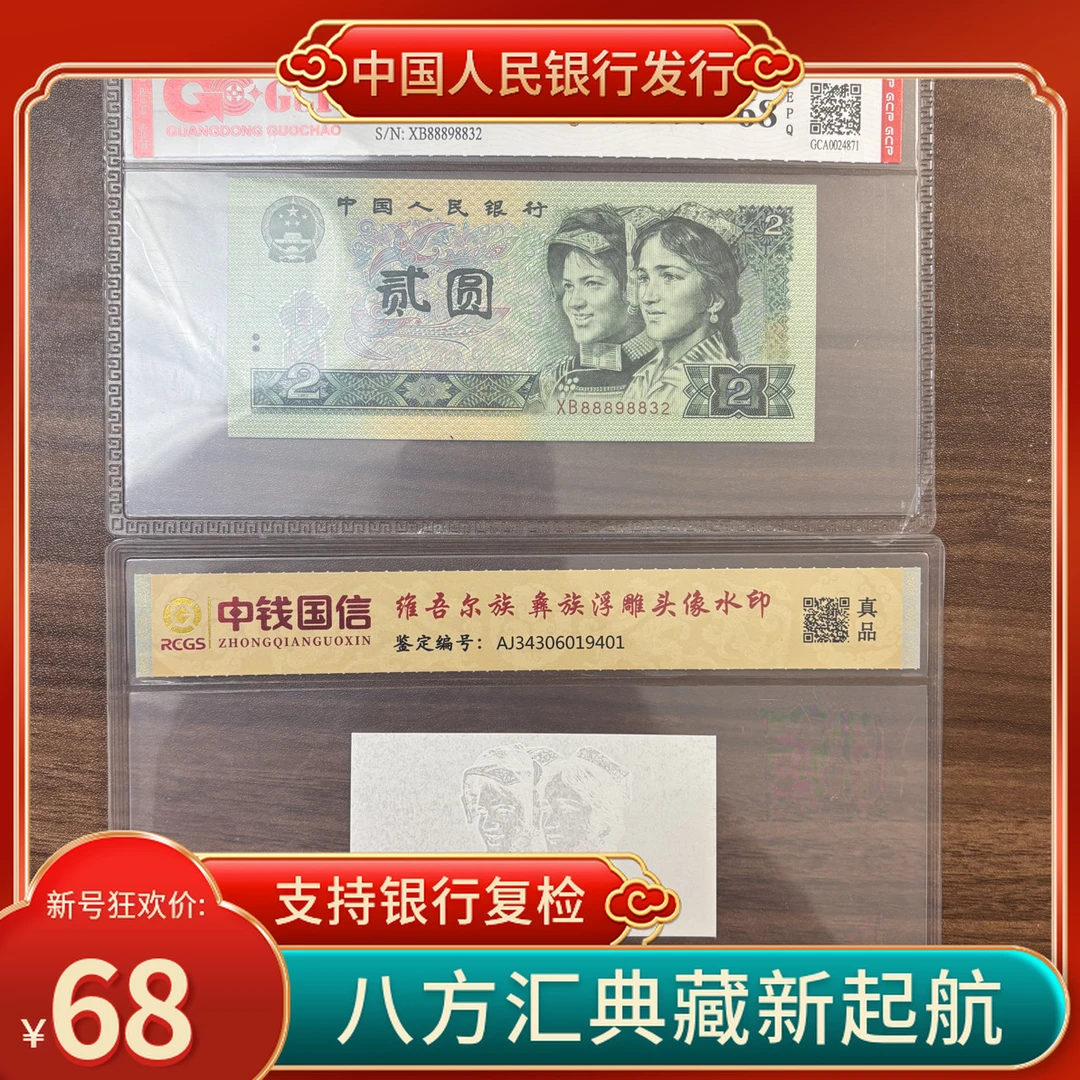 中国人民银行发行
GUANGDONG GUOCHAO
S/N: XB88898832
68
EPQ
GCA0024871
中国人民银行
2
贰圆
2
2
XB88898832
中钱国信
RCGS
ZHONGQIANGUOXIN
维吾尔族 彝族浮雕头像水印
鉴定编号: AJ34306019401
真品
新号狂欢价:
¥68
支持银行复检
八方汇典藏新起航